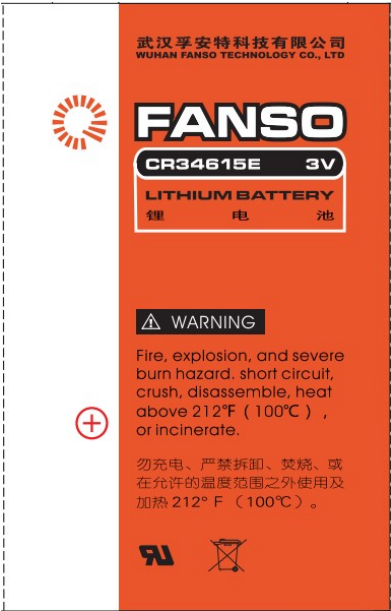 武汉孚安特科技有限公司
WUHAN FANSO TECHNOLOGY CO., LTD
FANSO
CR34615E 3V
LITHIUM BATTERY
锂 电 池
⚠ WARNING
Fire, explosion, and severe
burn hazard. short circuit,
crush, disassemble, heat
above 212℉（100℃）,
or incinerate.
勿充电、严禁拆卸、焚烧、或
在允许的温度范围之外使用及
加热 212° F （100℃）。